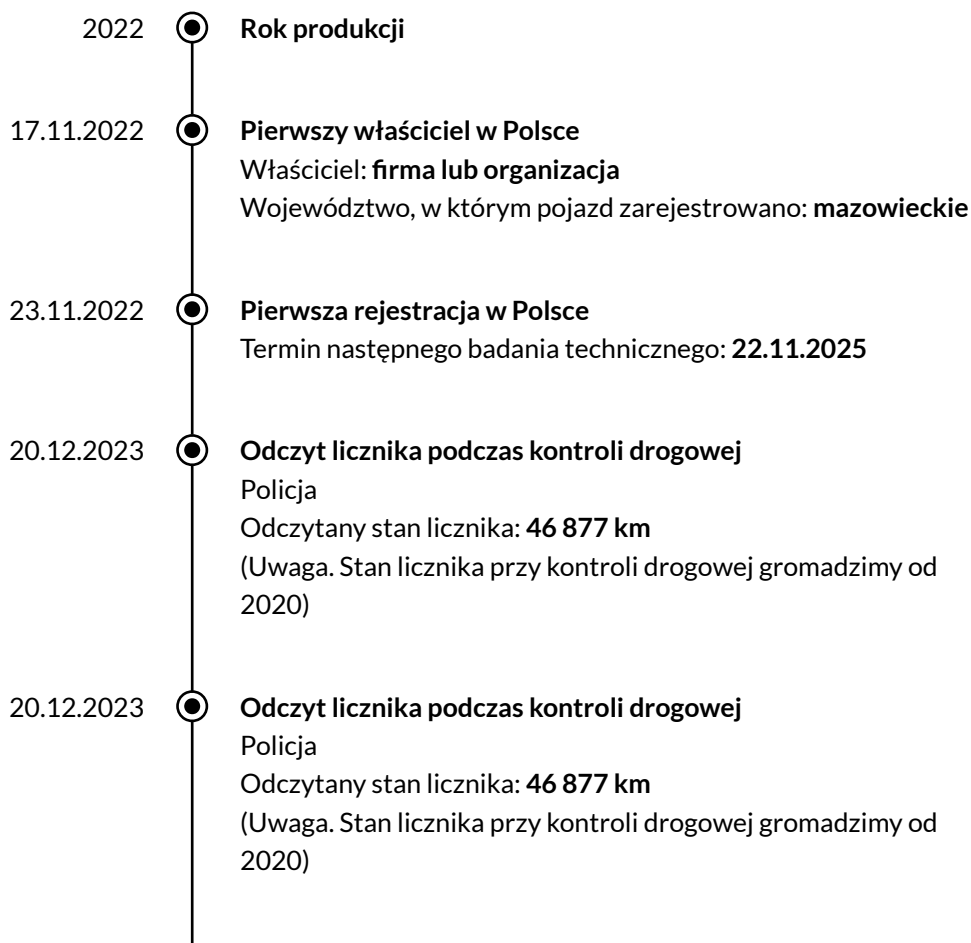 2022 Rok produkcji
17.11.2022 Pierwszy właściciel w Polsce
Właściciel: firma lub organizacja
Województwo, w którym pojazd zarejestrowano: mazowieckie
23.11.2022 Pierwsza rejestracja w Polsce
Termin następnego badania technicznego: 22.11.2025
20.12.2023 Odczyt licznika podczas kontroli drogowej
Policja
Odczytany stan licznika: 46 877 km
(Uwaga. Stan licznika przy kontroli drogowej gromadzimy od
2020)
20.12.2023 Odczyt licznika podczas kontroli drogowej
Policja
Odczytany stan licznika: 46 877 km
(Uwaga. Stan licznika przy kontroli drogowej gromadzimy od
2020)